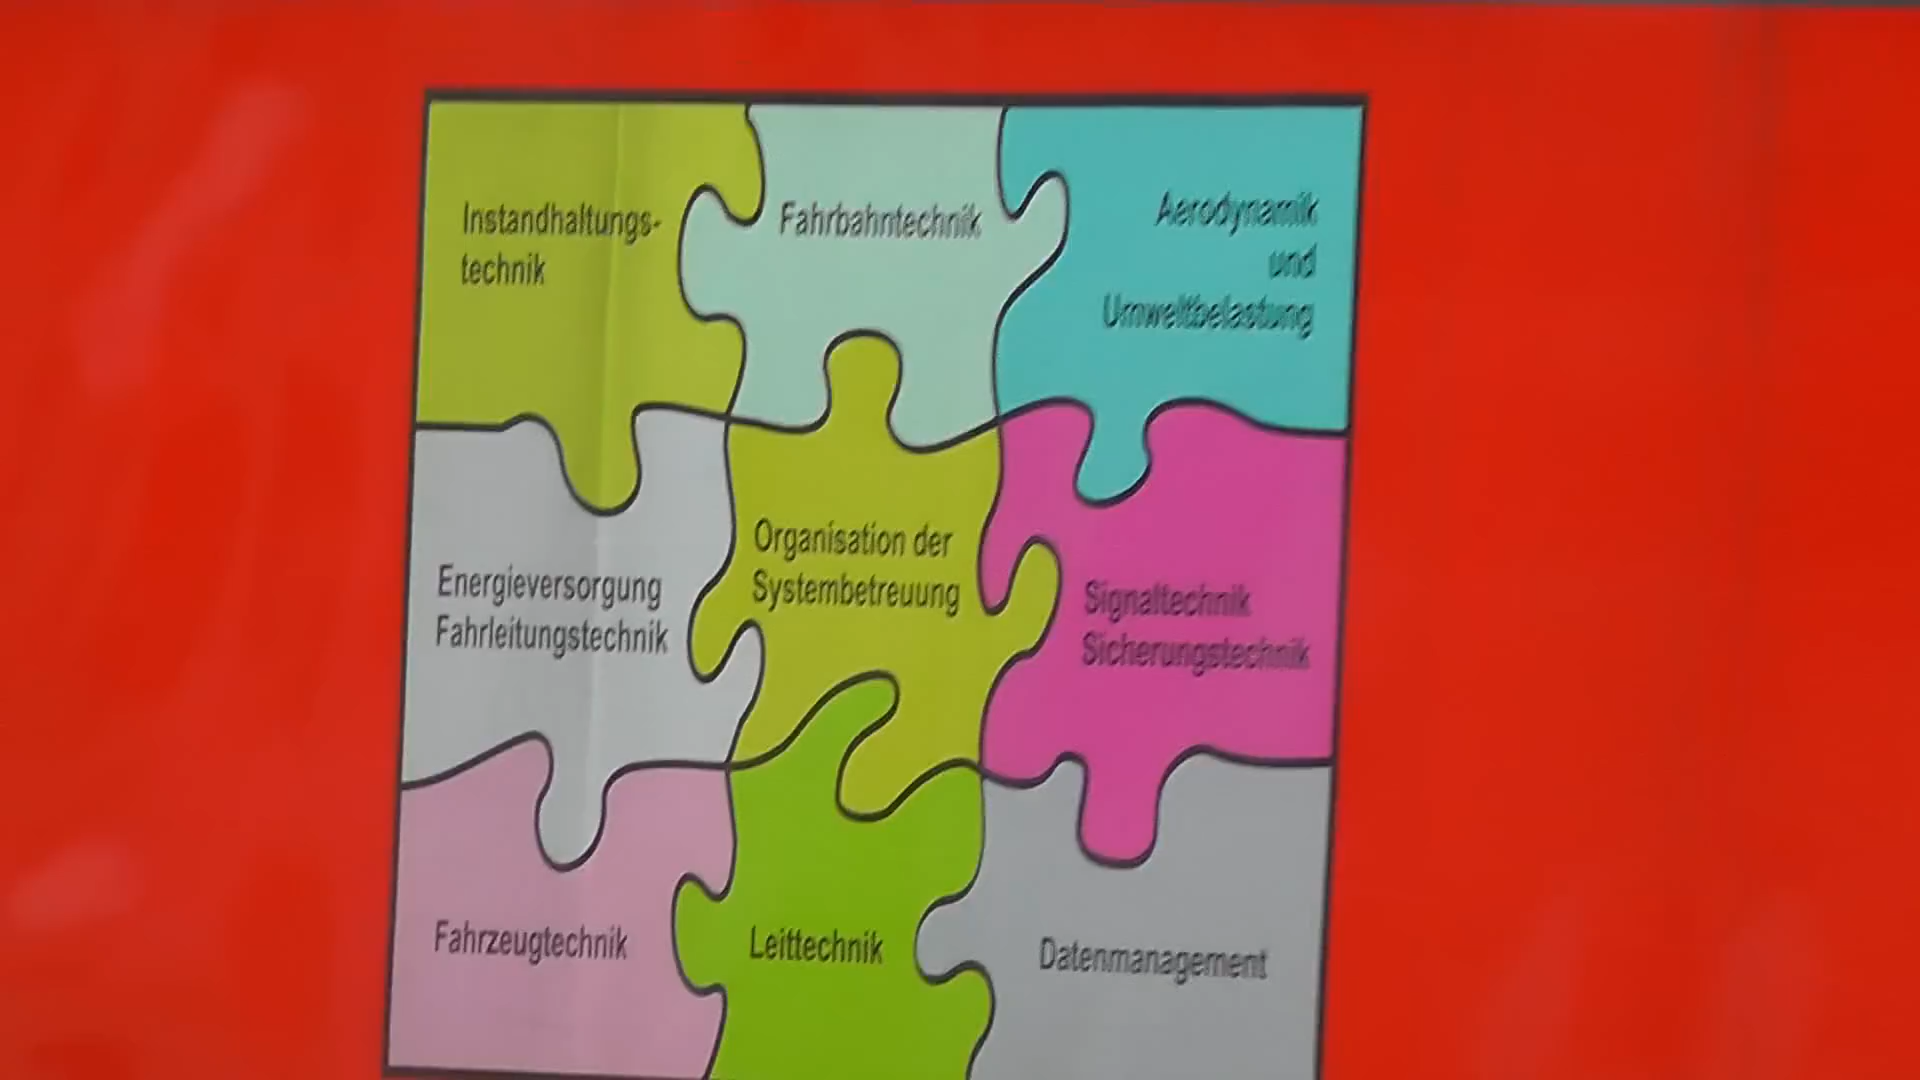 Instandhaltungs-
technik
Fahrbahntechnik
Aerodynamik
und
Umweltbelastung
Energieversorgung
Fahrleitungstechnik
Organisation der
Systembetreuung
Signaltechnik
Sicherungstechnik
Fahrzeugtechnik
Leittechnik
Datenmanagement